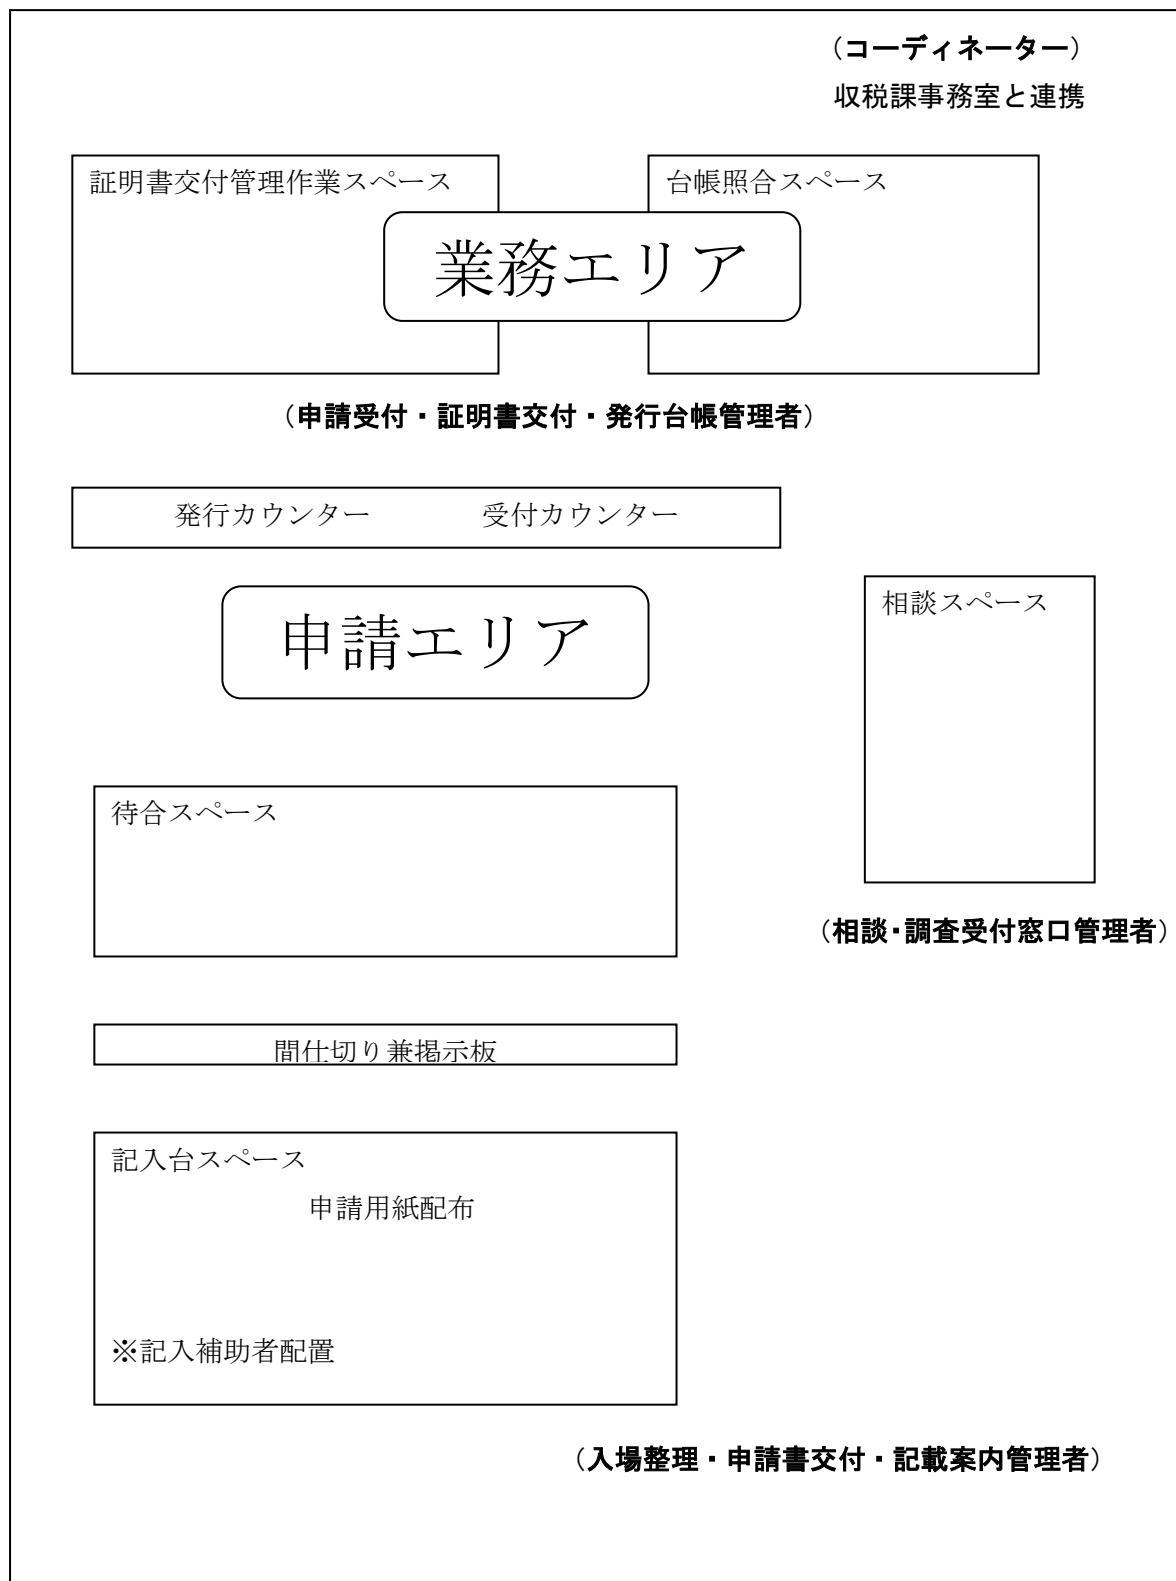 （コーディネーター）
収税課事務室と連携
証明書交付管理作業スペース
台帳照合スペース
業務エリア
（申請受付・証明書交付・発行台帳管理者）
発行カウンター　　　　受付カウンター
申請エリア
相談スペース
待合スペース
（相談・調査受付窓口管理者）
間仕切り兼掲示板
記入台スペース
申請用紙配布
※記入補助者配置
（入場整理・申請書交付・記載案内管理者）